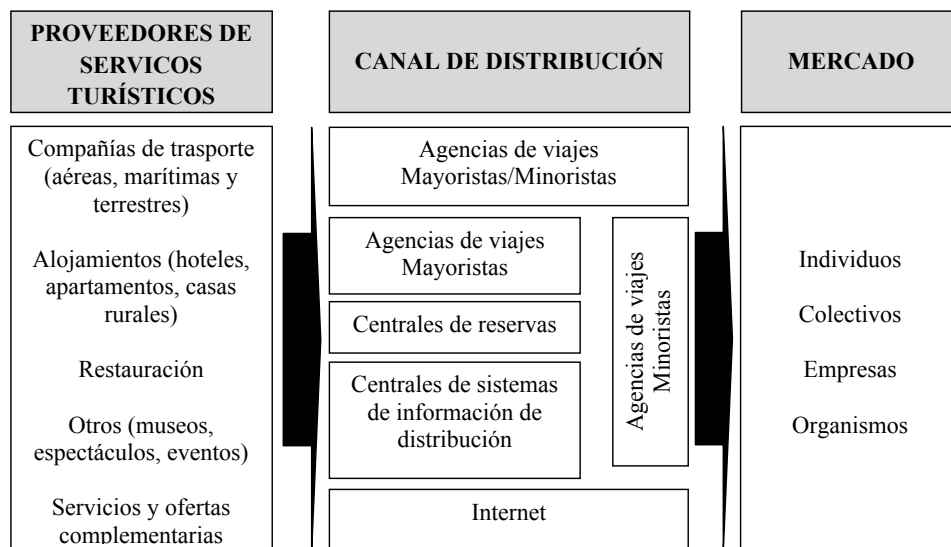 PROVEEDORES DE
SERVICOS
TURÍSTICOS
CANAL DE DISTRIBUCIÓN
MERCADO
Compañías de trasporte
(aéreas, marítimas y
terrestres)
Alojamientos (hoteles,
apartamentos, casas
rurales)
Restauración
Otros (museos,
espectáculos, eventos)
Servicios y ofertas
complementarias
Agencias de viajes
Mayoristas/Minoristas
Agencias de viajes
Mayoristas
Centrales de reservas
Centrales de sistemas
de información de
distribución
Agencias de viajes
Minoristas
Internet
Individuos
Colectivos
Empresas
Organismos